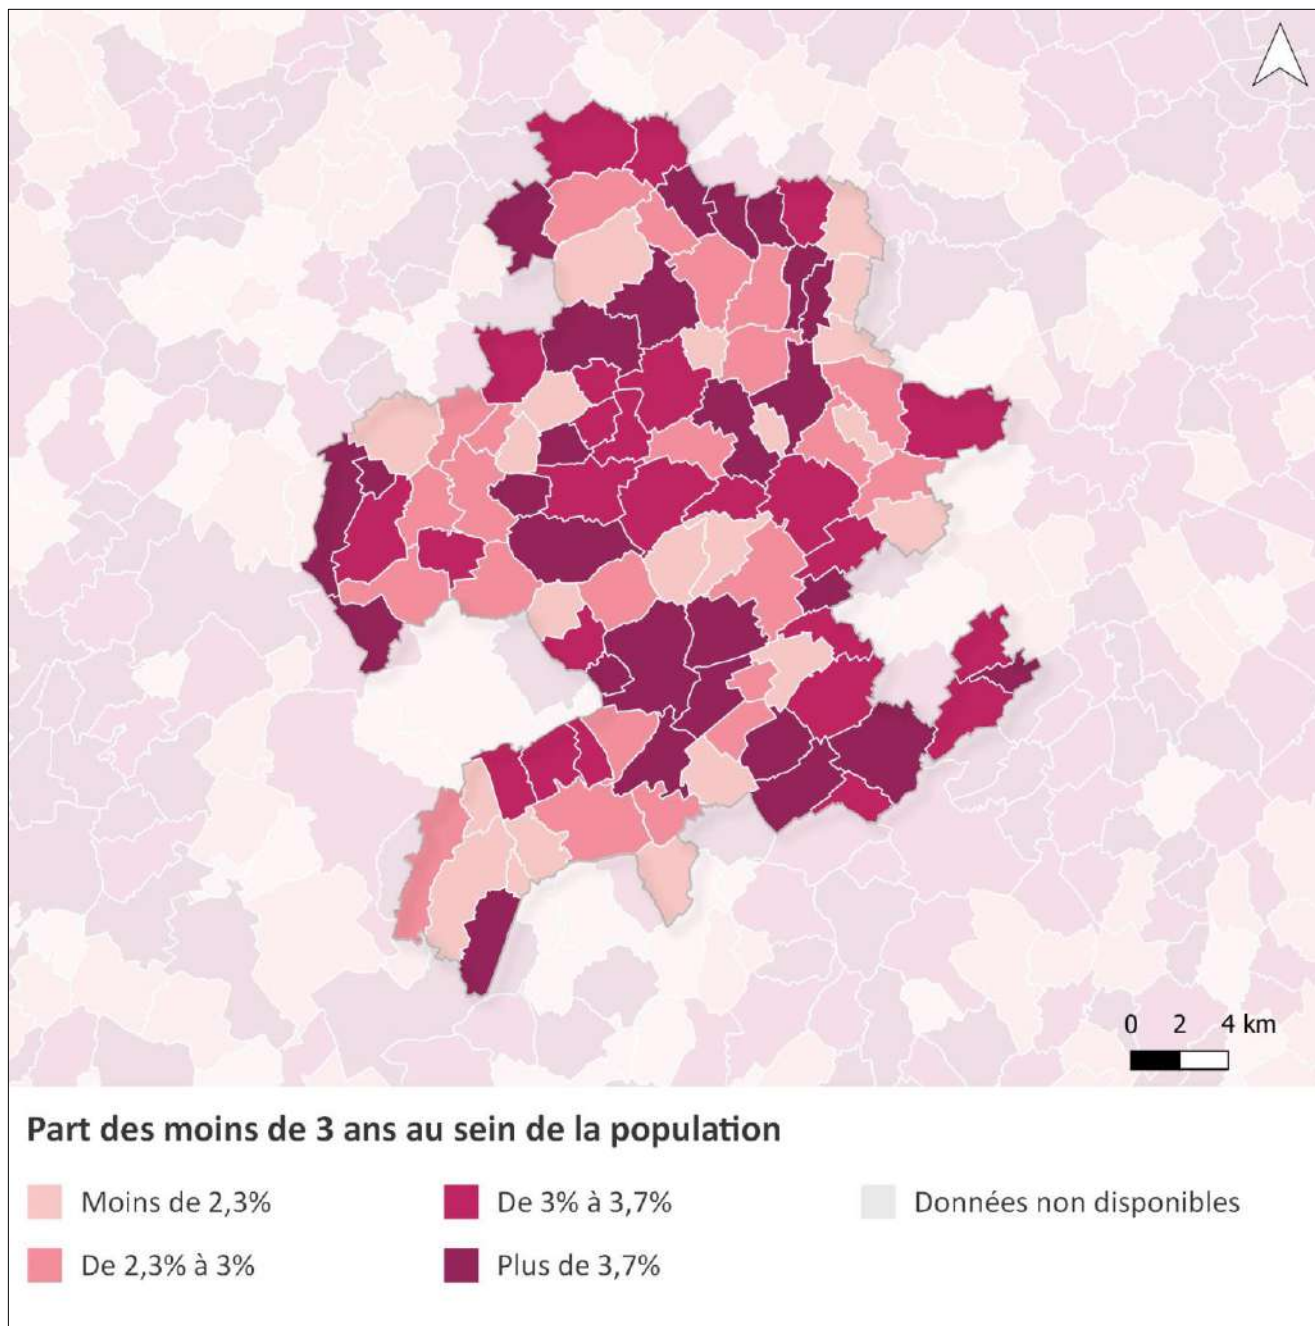 0 2 4 km
Part des moins de 3 ans au sein de la population
Moins de 2,3% De 3% à 3,7% Données non disponibles
De 2,3% à 3% Plus de 3,7%